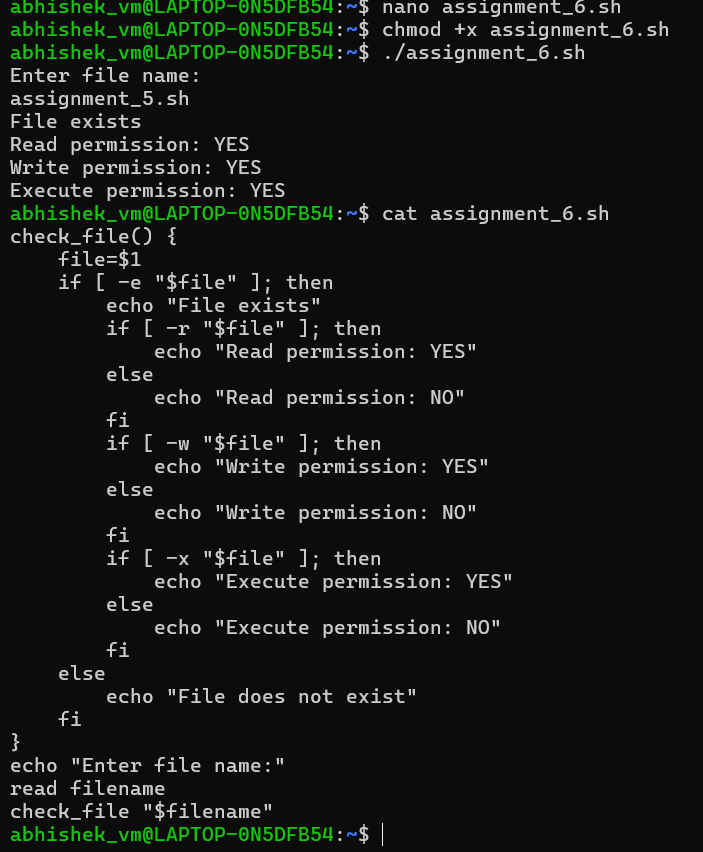 abhishek_vm@LAPTOP-0N5DFB54:~$ nano assignment_6.sh
abhishek_vm@LAPTOP-0N5DFB54:~$ chmod +x assignment_6.sh
abhishek_vm@LAPTOP-0N5DFB54:~$ ./assignment_6.sh
Enter file name:
assignment_5.sh
File exists
Read permission: YES
Write permission: YES
Execute permission: YES
abhishek_vm@LAPTOP-0N5DFB54:~$ cat assignment_6.sh
check_file() {
    file=$1
    if [ -e "$file" ]; then
        echo "File exists"
        if [ -r "$file" ]; then
            echo "Read permission: YES"
        else
            echo "Read permission: NO"
        fi
        if [ -w "$file" ]; then
            echo "Write permission: YES"
        else
            echo "Write permission: NO"
        fi
        if [ -x "$file" ]; then
            echo "Execute permission: YES"
        else
            echo "Execute permission: NO"
        fi
    else
        echo "File does not exist"
    fi
}
echo "Enter file name:"
read filename
check_file "$filename"
abhishek_vm@LAPTOP-0N5DFB54:~$